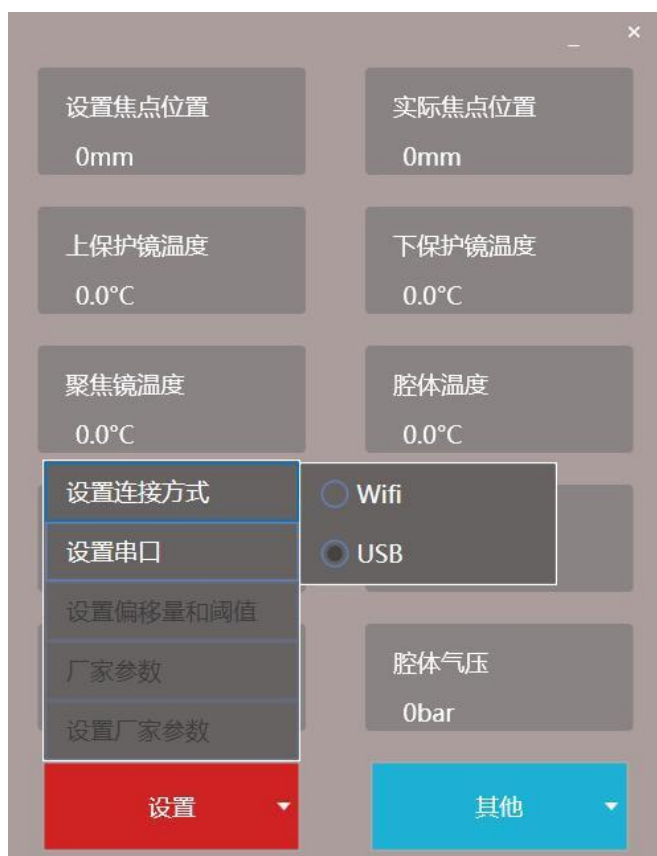 设置焦点位置
0mm
实际焦点位置
0mm
上保护镜温度
0.0°C
下保护镜温度
0.0°C
聚焦镜温度
0.0°C
腔体温度
0.0°C
设置连接方式
Wifi
设置串口
USB
设置偏移量和阈值
厂家参数
设置厂家参数
腔体气压
0bar
设置
其他